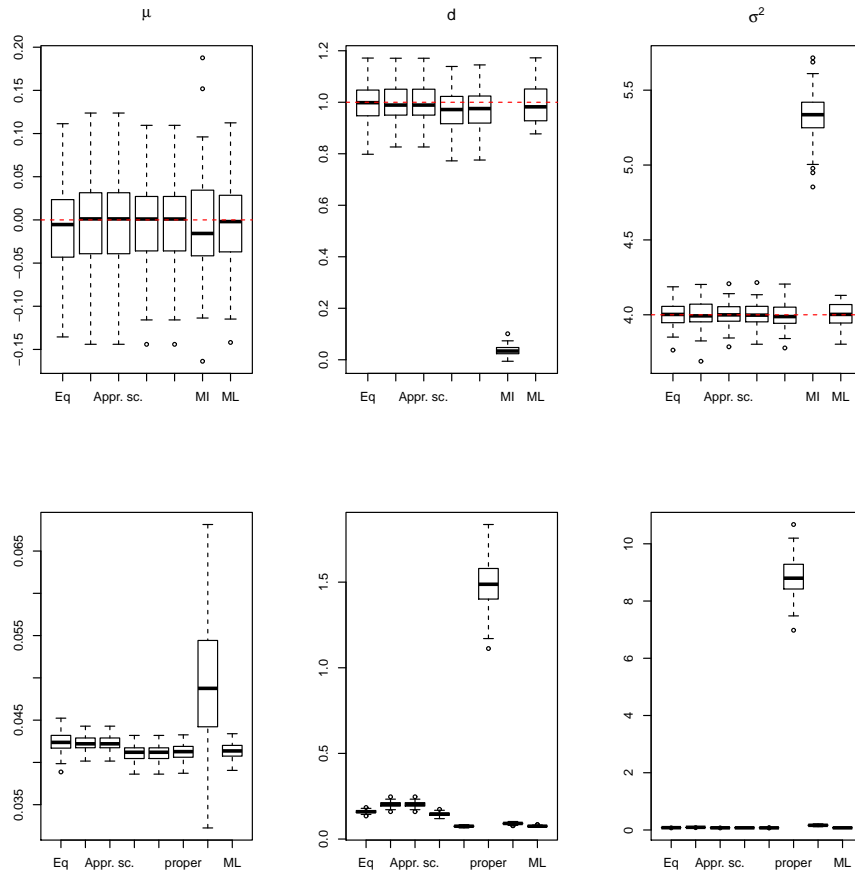 μ
d
σ²
−0.15 −0.10 −0.05 0.00 0.05 0.10 0.15 0.20
Eq Appr. sc. MI ML
0.0 0.2 0.4 0.6 0.8 1.0 1.2
Eq Appr. sc. MI ML
4.0 4.5 5.0 5.5
Eq Appr. sc. MI ML
0.035 0.045 0.055 0.065
Eq Appr. sc. proper ML
0.0 0.5 1.0 1.5
Eq Appr. sc. proper ML
0 2 4 6 8 10
Eq Appr. sc. proper ML